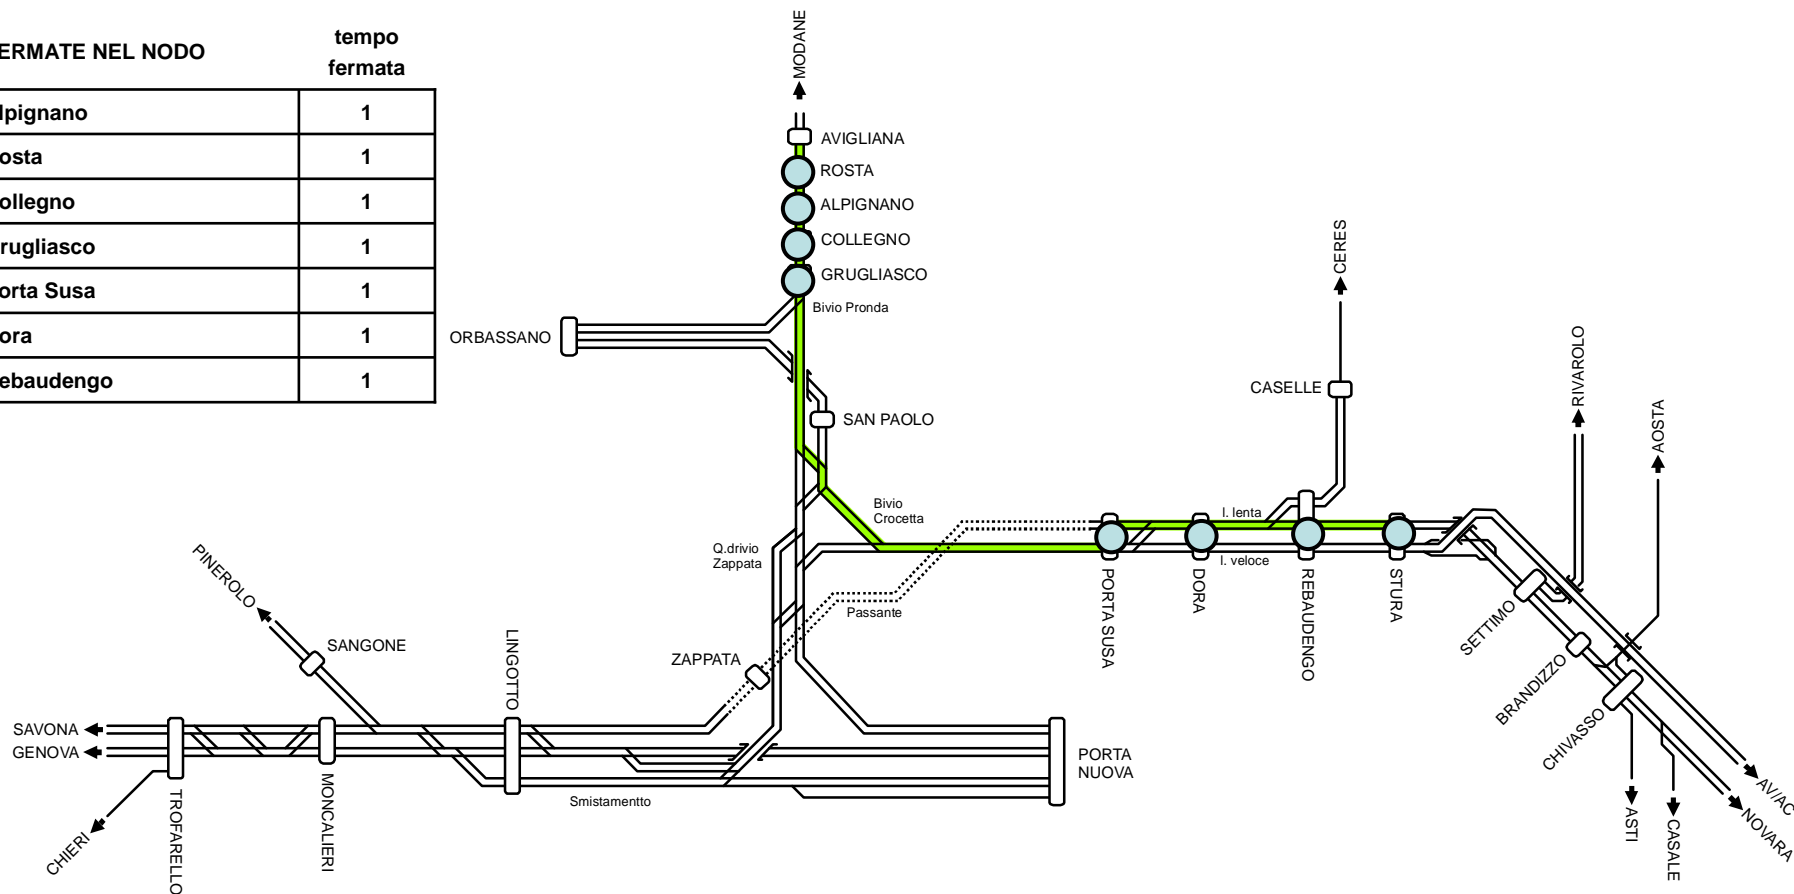 ERMATE NEL NODO
tempo
fermata
lpignano 1
osta 1
ollegno 1
rugliasco 1
orta Susa 1
ora 1
ebaudengo 1
MODANE
AVIGLIANA
ROSTA
ALPIGNANO
COLLEGNO
GRUGLIASCO
Bivio Pronda
ORBASSANO
SAN PAOLO
CERES
CASELLE
RIVAROLO
AOSTA
Bivio
Crocetta
l. lenta
l. veloce
Q.drivio
Zappata
Passante
PORTA SUSA
DORA
REBAUDENGO
STURA
SETTIMO
BRANDIZZO
CHIVASSO
PINEROLO
SANGONE
LINGOTTO
ZAPPATA
SAVONA
GENOVA
PORTA
NUOVA
Smistamentto
CHIERI
TROFARELLO
MONCALIERI
ASTI
CASALE
AV/AC
NOVARA